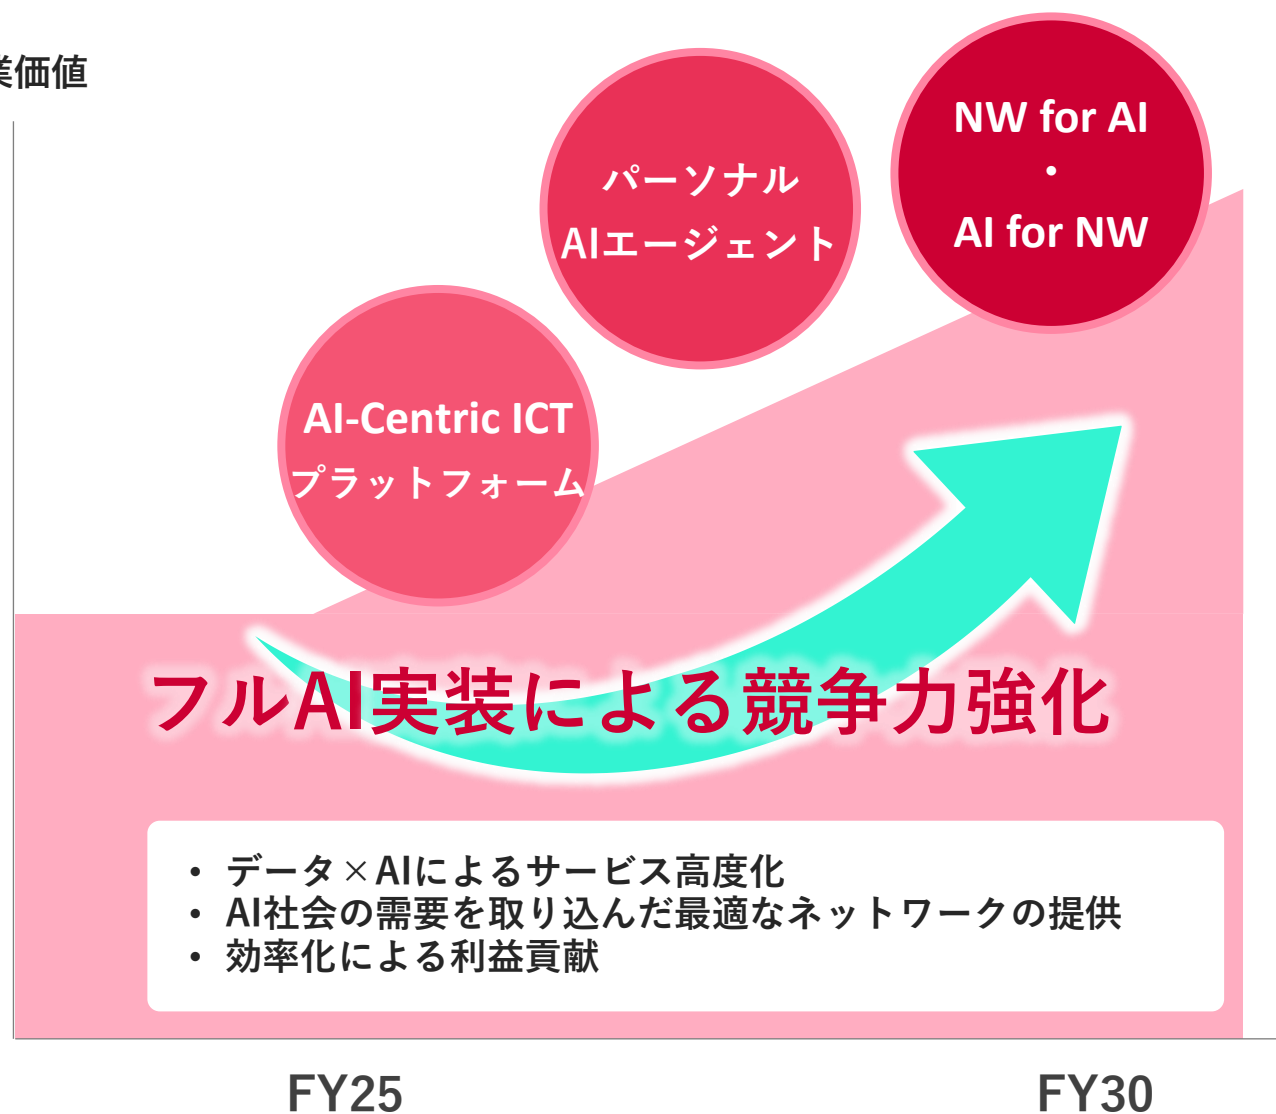 業価値
NW for AI
・
AI for NW
パーソナル
AIエージェント
AI-Centric ICT
プラットフォーム
フルAI実装による競争力強化
• データ×AIによるサービス高度化
• AI社会の需要を取り込んだ最適なネットワークの提供
• 効率化による利益貢献
FY25
FY30